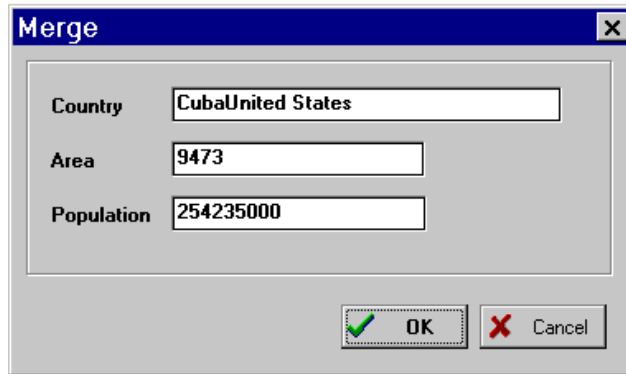 Merge
Country CubaUnited States
Area 9473
Population 254235000
OK Cancel